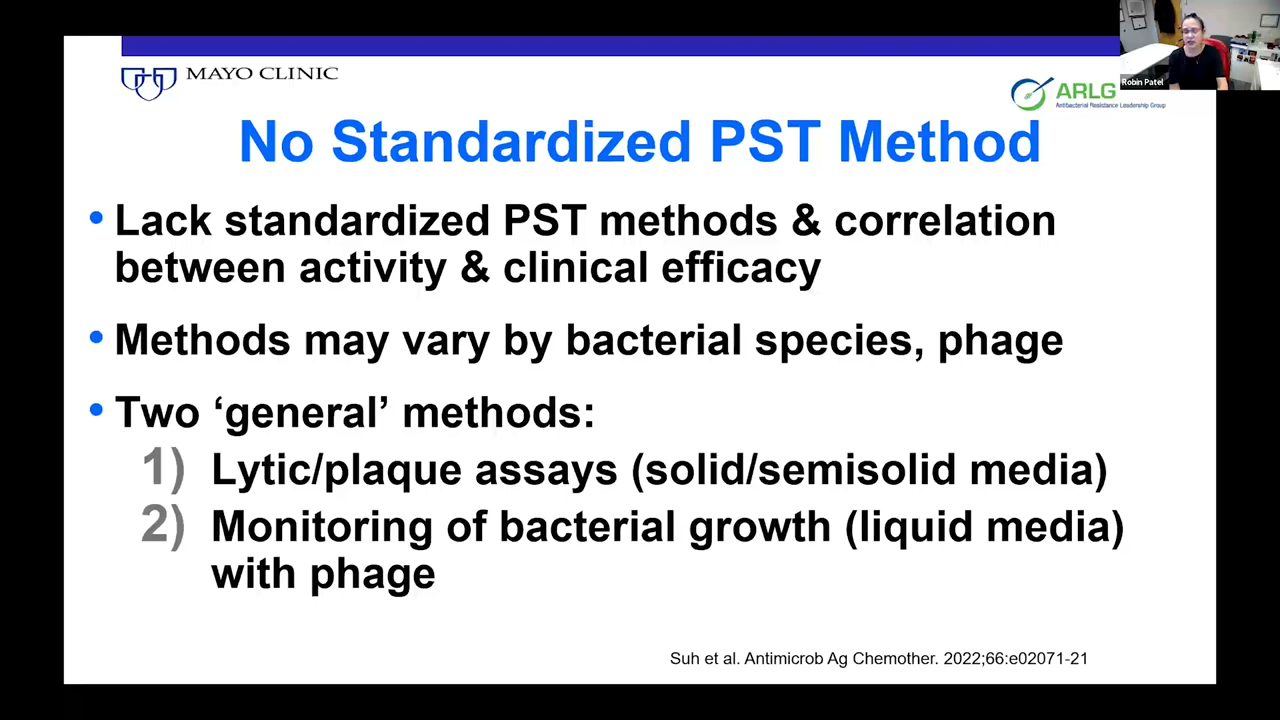 Robin Patel
MAYO CLINIC
ARLG
Antibacterial Resistance Leadership Group
No Standardized PST Method
• Lack standardized PST methods & correlation
between activity & clinical efficacy
• Methods may vary by bacterial species, phage
• Two ‘general’ methods:
1) Lytic/plaque assays (solid/semisolid media)
2) Monitoring of bacterial growth (liquid media)
with phage
Suh et al. Antimicrob Ag Chemother. 2022;66:e02071-21